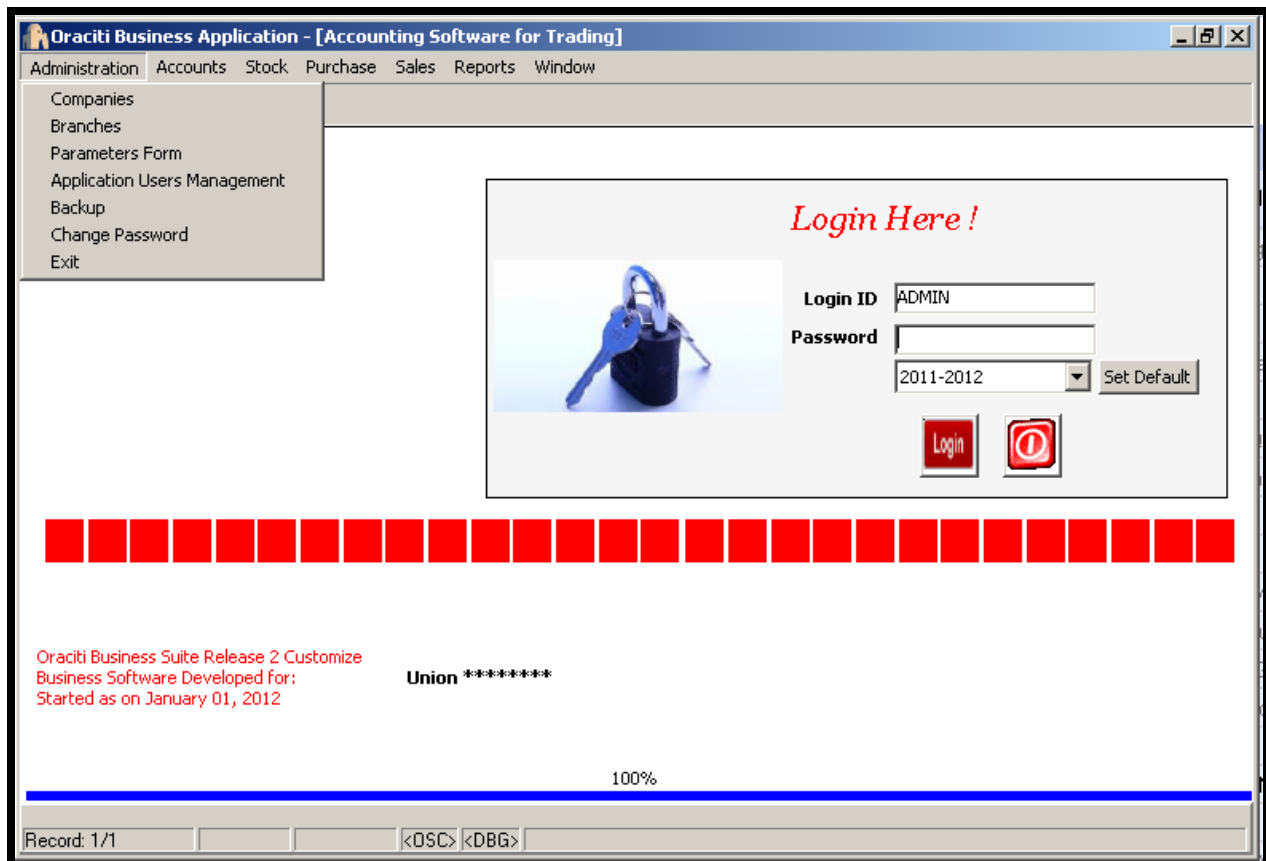 Oraciti Business Application - [Accounting Software for Trading]
Administration Accounts Stock Purchase Sales Reports Window
Companies
Branches
Parameters Form
Application Users Management
Backup
Change Password
Exit
Login Here !
Login ID ADMIN
Password
2011-2012 Set Default
Login
Oraciti Business Suite Release 2 Customize
Business Software Developed for:
Started as on January 01, 2012
Union ********
100%
Record: 1/1 <OSC> <DBG>